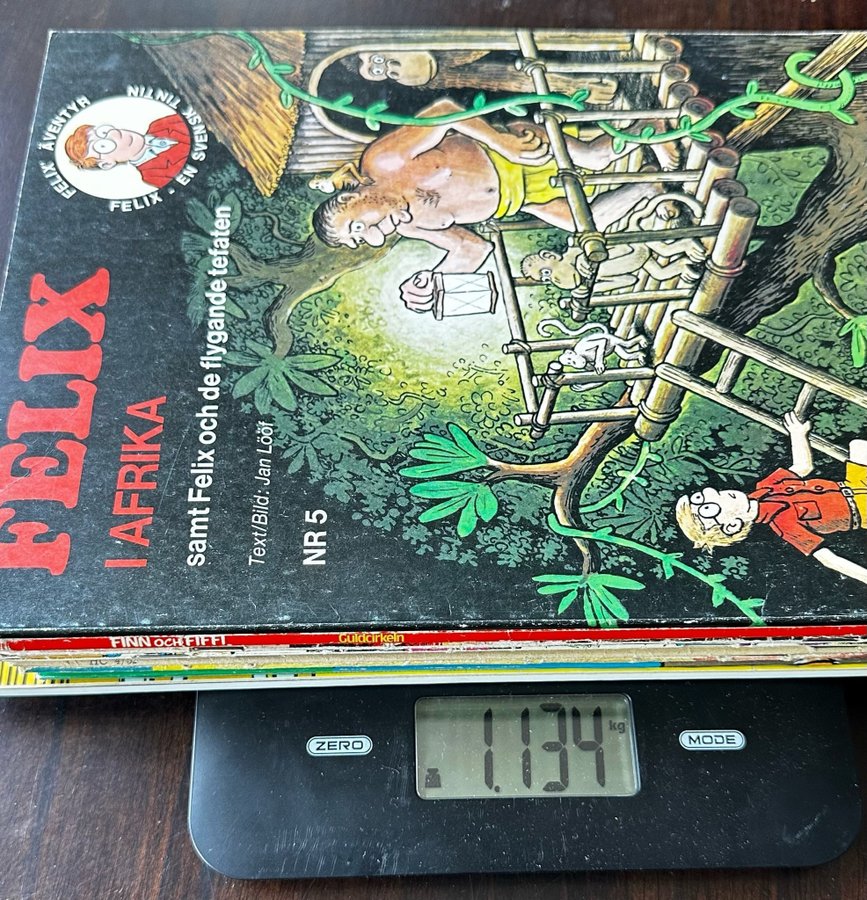 FELIX' ÄVENTYR
FELIX - EN SVENSK TINTIN
FELIX
I AFRIKA
samt Felix och de flygande tefaten
Text/Bild: Jan Lööf
NR 5
FINN OCH FIFFI
Guldcirkeln
ZERO
1.134 kg
MODE